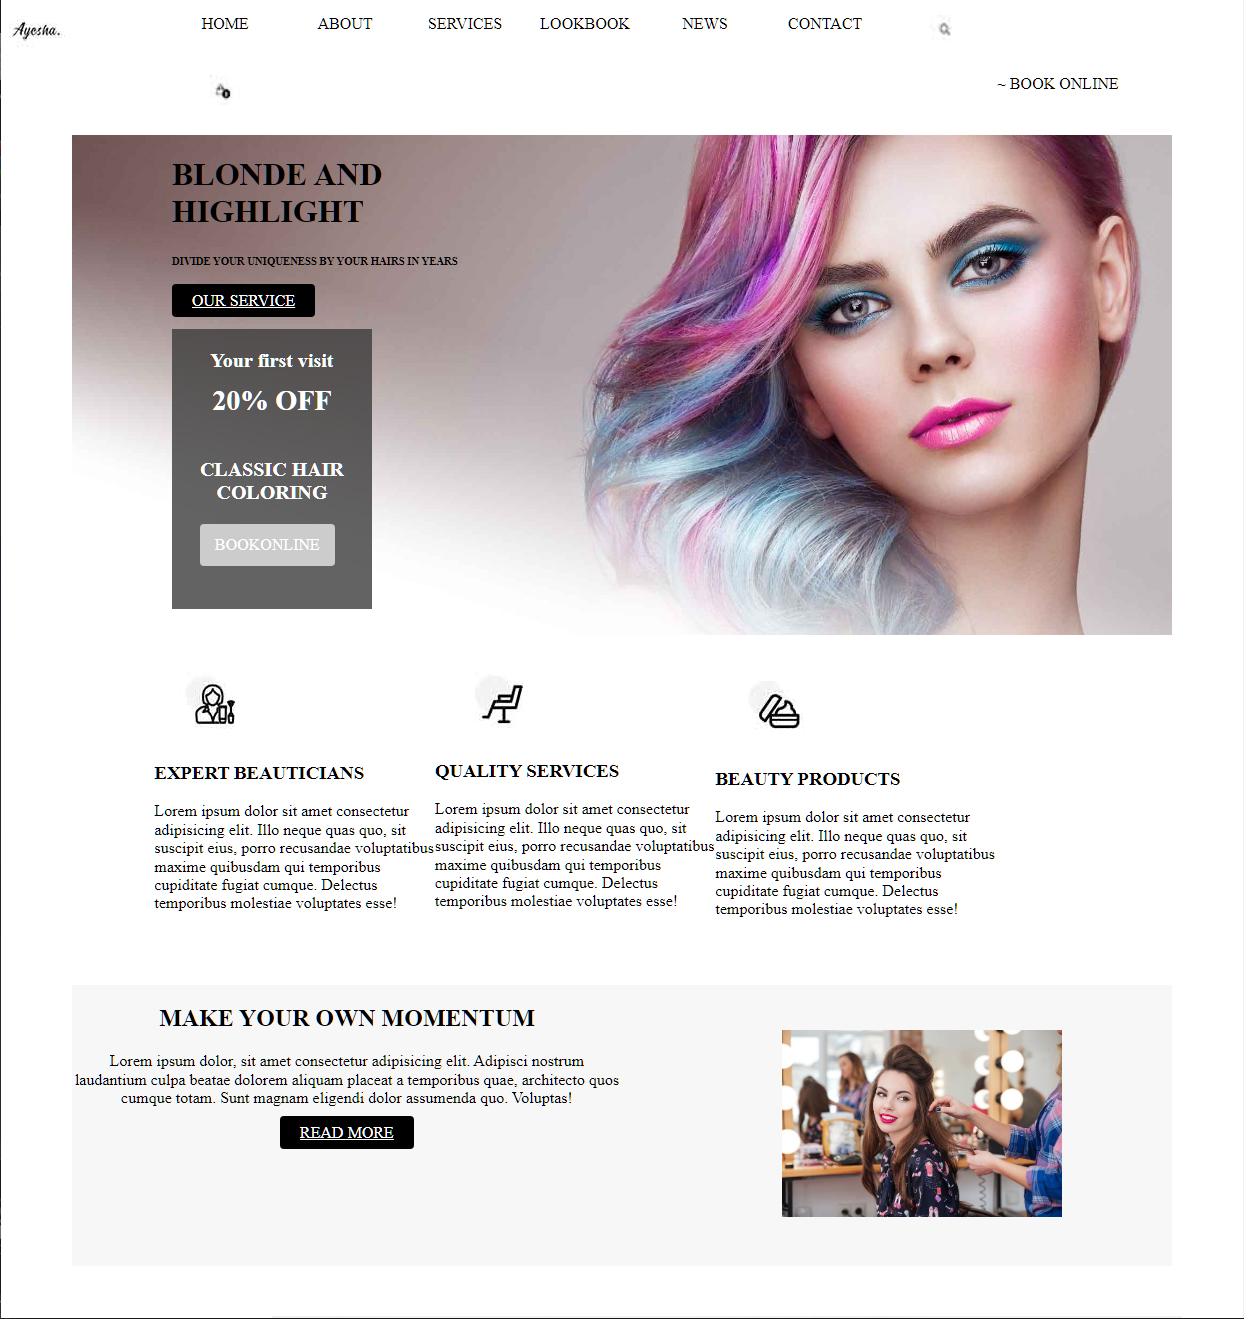 Ayesha.
HOME ABOUT SERVICES LOOKBOOK NEWS CONTACT
~ BOOK ONLINE
BLONDE AND
HIGHLIGHT
DIVIDE YOUR UNIQUENESS BY YOUR HAIRS IN YEARS
OUR SERVICE
Your first visit
20% OFF
CLASSIC HAIR
COLORING
BOOKONLINE
EXPERT BEAUTICIANS
Lorem ipsum dolor sit amet consectetur
adipisicing elit. Illo neque quas quo, sit
suscipit eius, porro recusandae voluptatibus
maxime quibusdam qui temporibus
cupiditate fugiat cumque. Delectus
temporibus molestiae voluptates esse!
QUALITY SERVICES
Lorem ipsum dolor sit amet consectetur
adipisicing elit. Illo neque quas quo, sit
suscipit eius, porro recusandae voluptatibus
maxime quibusdam qui temporibus
cupiditate fugiat cumque. Delectus
temporibus molestiae voluptates esse!
BEAUTY PRODUCTS
Lorem ipsum dolor sit amet consectetur
adipisicing elit. Illo neque quas quo, sit
suscipit eius, porro recusandae voluptatibus
maxime quibusdam qui temporibus
cupiditate fugiat cumque. Delectus
temporibus molestiae voluptates esse!
MAKE YOUR OWN MOMENTUM
Lorem ipsum dolor, sit amet consectetur adipisicing elit. Adipisci nostrum
laudantium culpa beatae dolorem aliquam placeat a temporibus quae, architecto quos
cumque totam. Sunt magnam eligendi dolor assumenda quo. Voluptas!
READ MORE